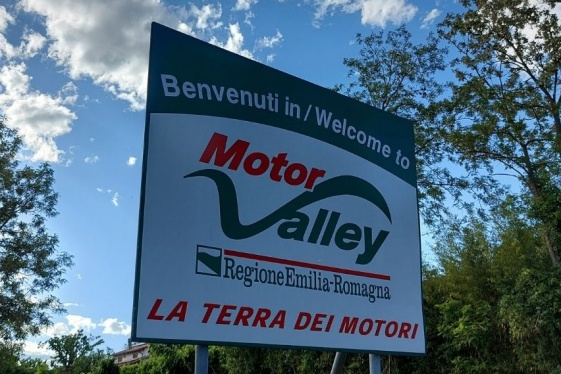 Benvenuti in/Welcome to
Motor
Valley
RegioneEmilia-Romagna
LA TERRA DEI MOTORI